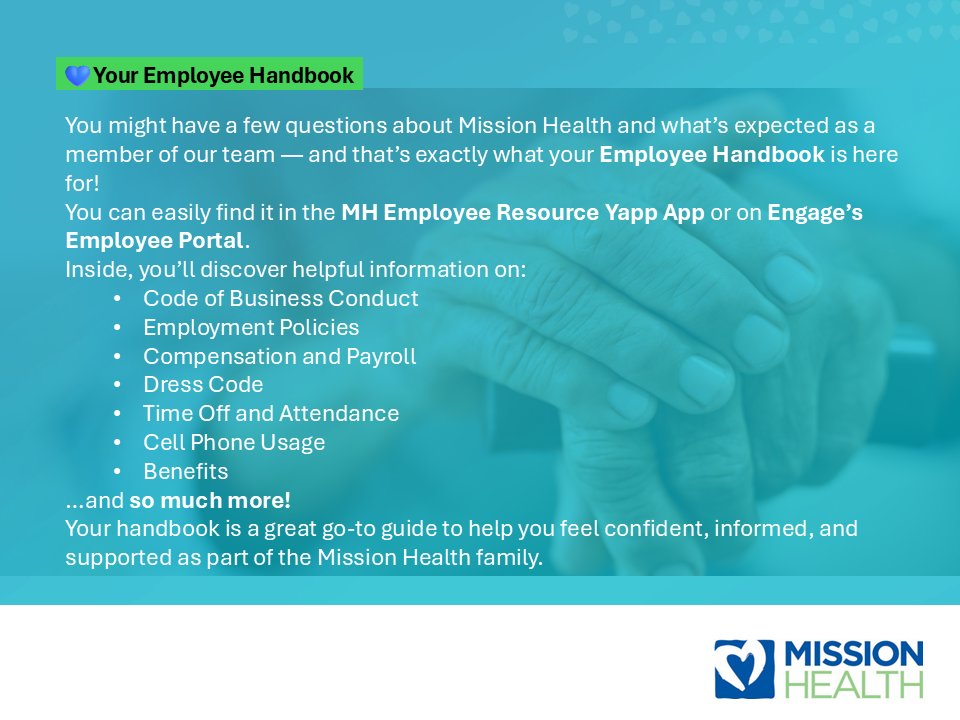 💙Your Employee Handbook
You might have a few questions about Mission Health and what’s expected as a
member of our team — and that’s exactly what your Employee Handbook is here
for!
You can easily find it in the MH Employee Resource Yapp App or on Engage’s
Employee Portal.
Inside, you’ll discover helpful information on:
• Code of Business Conduct
• Employment Policies
• Compensation and Payroll
• Dress Code
• Time Off and Attendance
• Cell Phone Usage
• Benefits
…and so much more!
Your handbook is a great go-to guide to help you feel confident, informed, and
supported as part of the Mission Health family.
MISSION
HEALTH